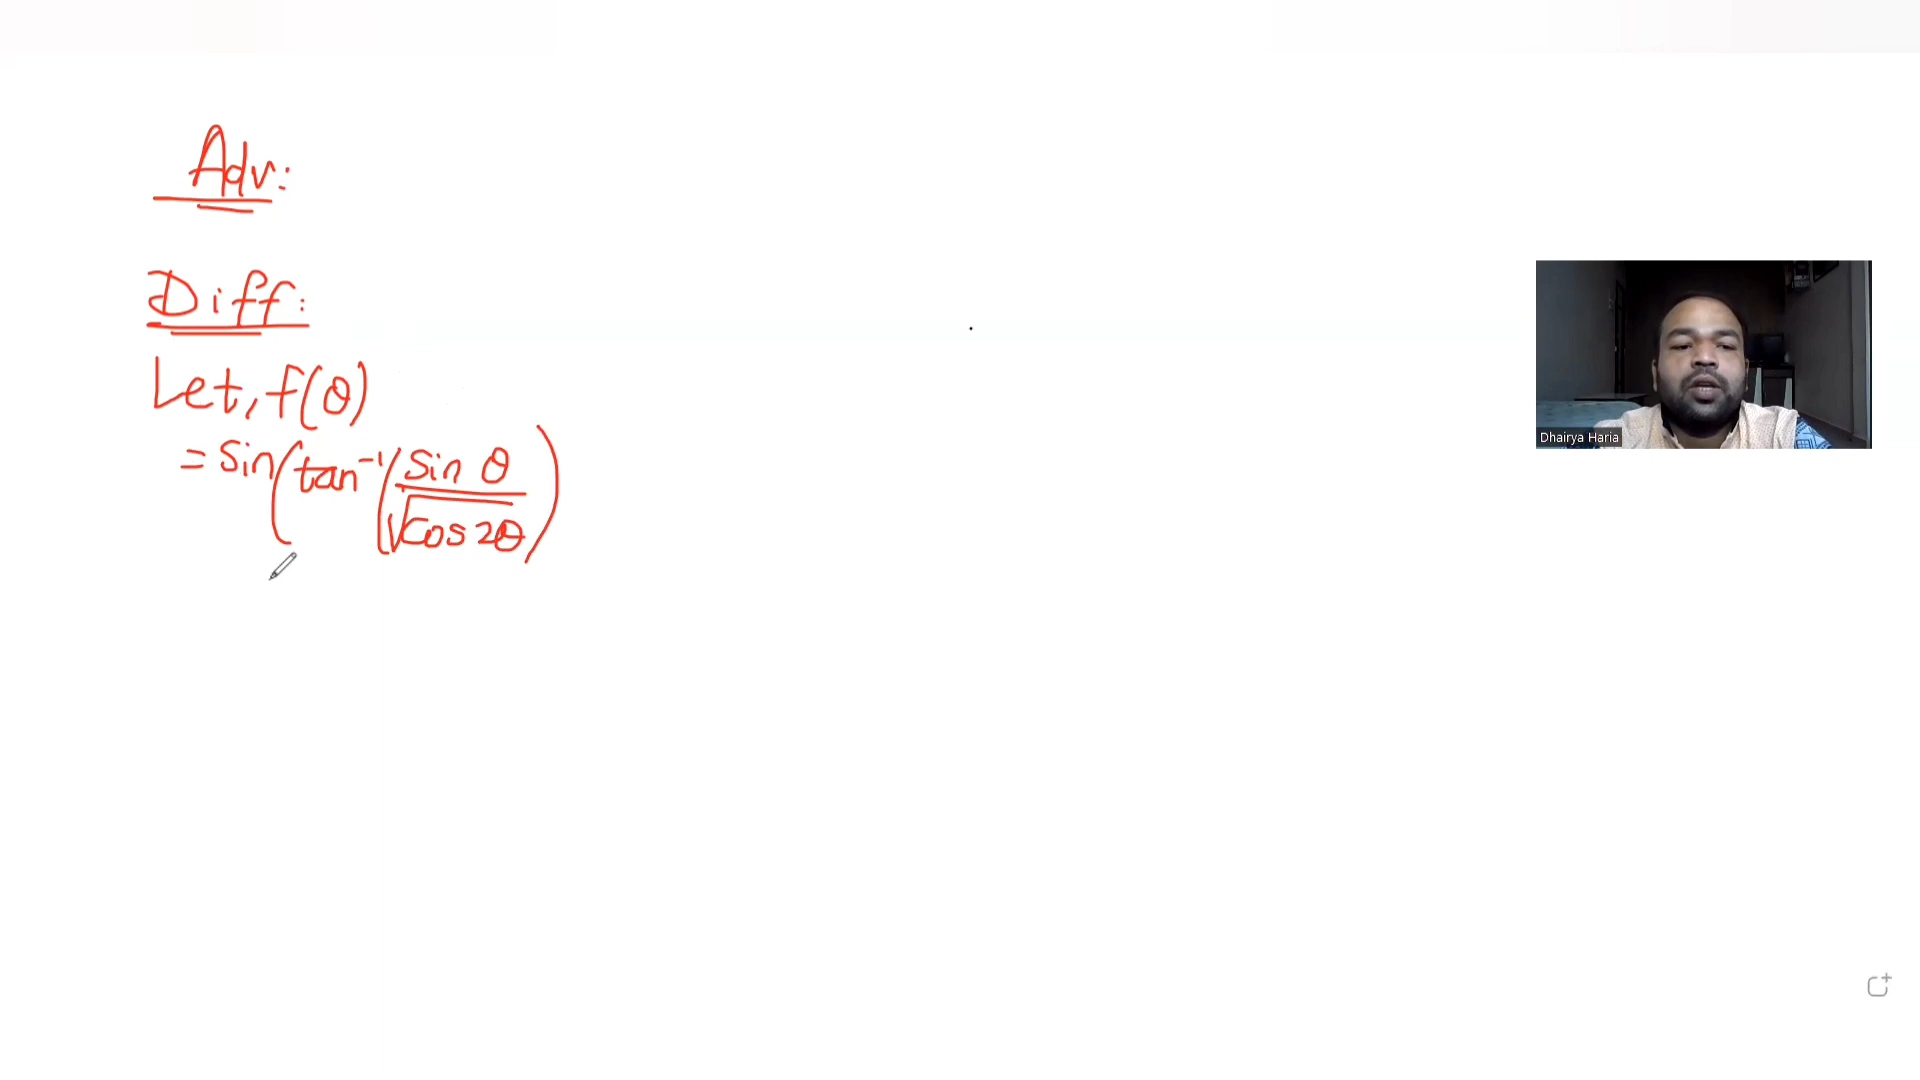 Adv:
Diff:
Let, f(θ)
= sin(tan⁻¹(sin θ / √cos 2θ)
Dhairya Haria